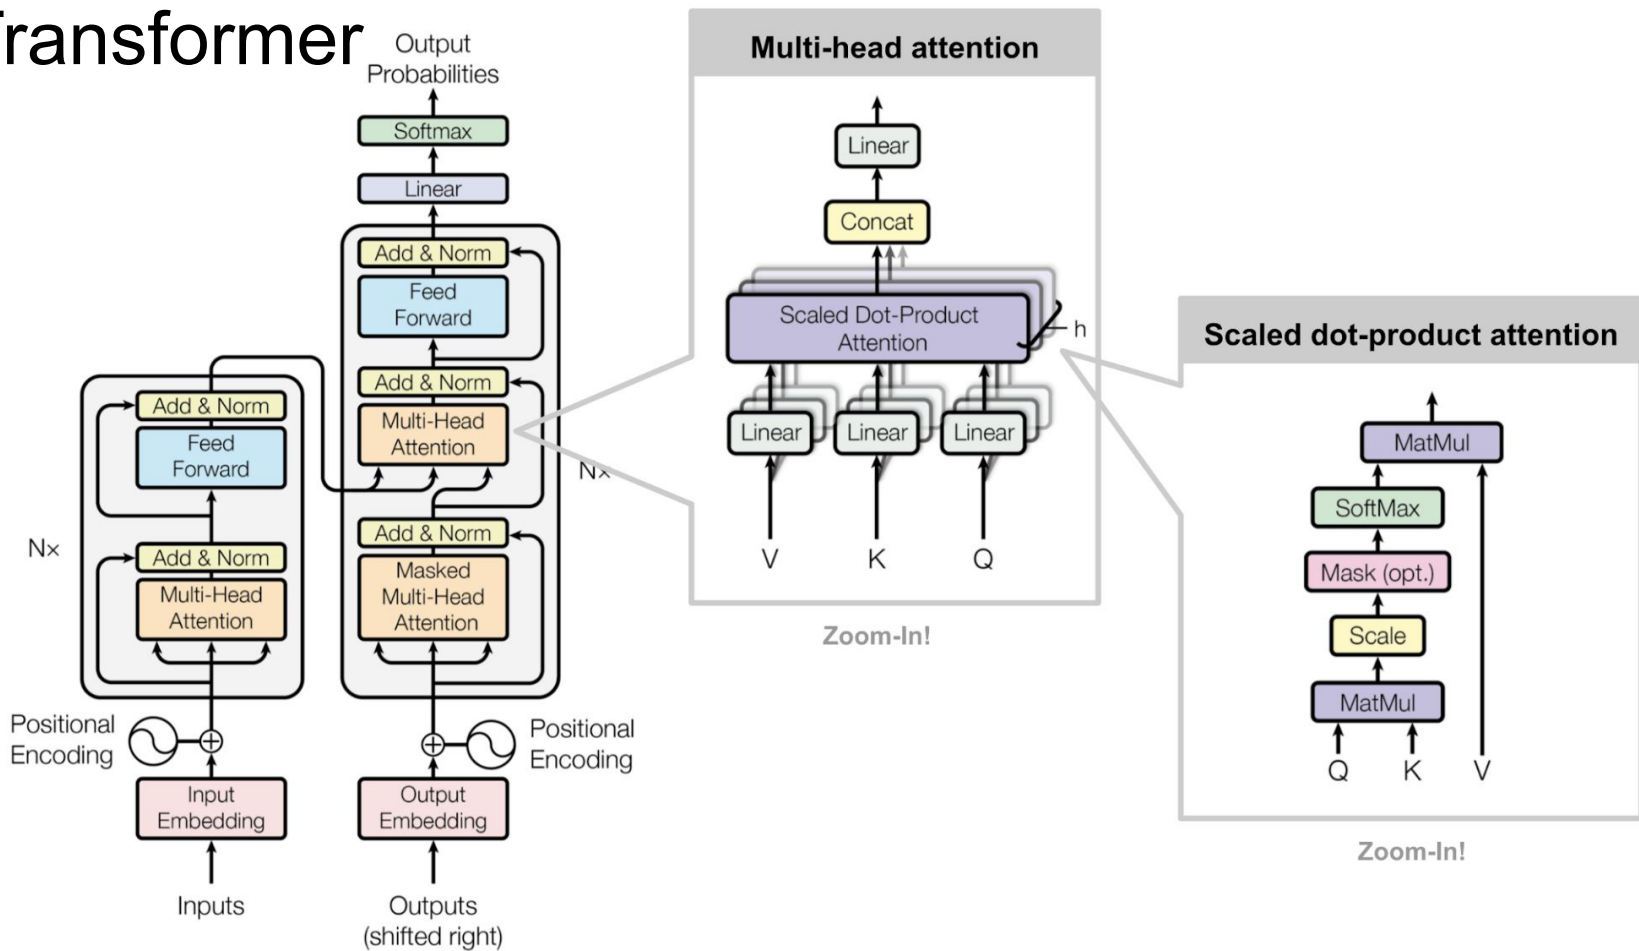 Transformer
Output
Probabilities
Softmax
Linear
Add & Norm
Feed
Forward
Add & Norm
Multi-Head
Attention
Nx
Add & Norm
Masked
Multi-Head
Attention
Positional
Encoding
Output
Embedding
Outputs
(shifted right)
Add & Norm
Feed
Forward
Nx
Add & Norm
Multi-Head
Attention
Positional
Encoding
Input
Embedding
Inputs
Multi-head attention
Linear
Concat
Scaled Dot-Product
Attention
h
Linear
Linear
Linear
V
K
Q
Zoom-In!
Scaled dot-product attention
MatMul
SoftMax
Mask (opt.)
Scale
MatMul
Q
K
V
Zoom-In!